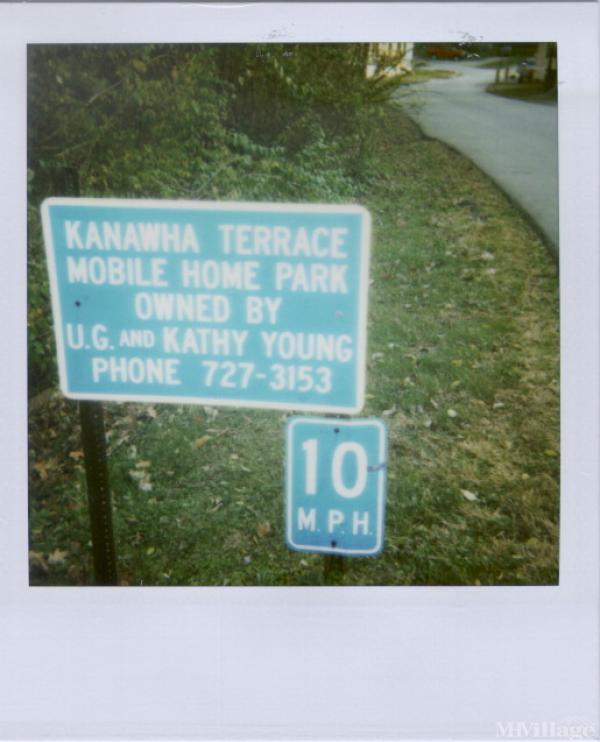 KANAWHA TERRACE
MOBILE HOME PARK
OWNED BY
U.G. AND KATHY YOUNG
PHONE 727-3153
10
M.P.H.
MHVillage